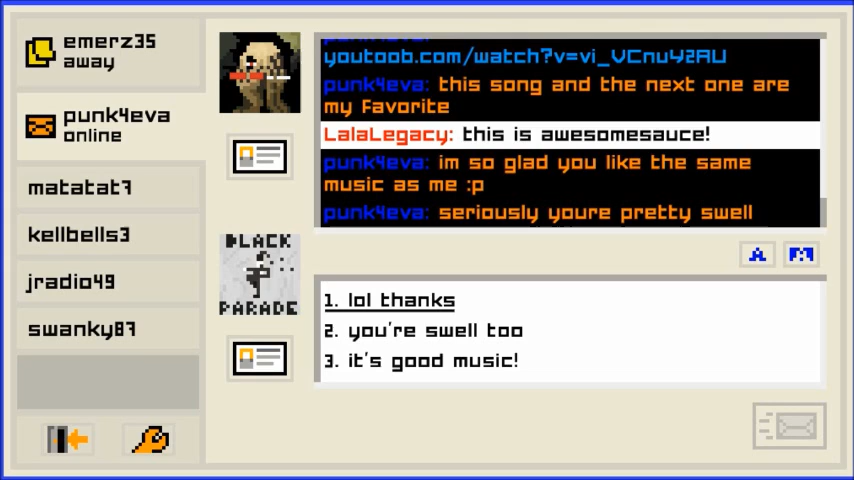 emerz35
away
punk4eva
online
matatat7
kellbells3
jradio49
swanky87
youtoob.com/watch?v=vi_VCnuY2AU
punk4eva: this song and the next one are
my favorite
LalaLegacy: this is awesomesauce!
punk4eva: im so glad you like the same
music as me :p
punk4eva: seriously youre pretty swell
A
BLACK
PARADE
1. lol thanks
2. you're swell too
3. it's good music!